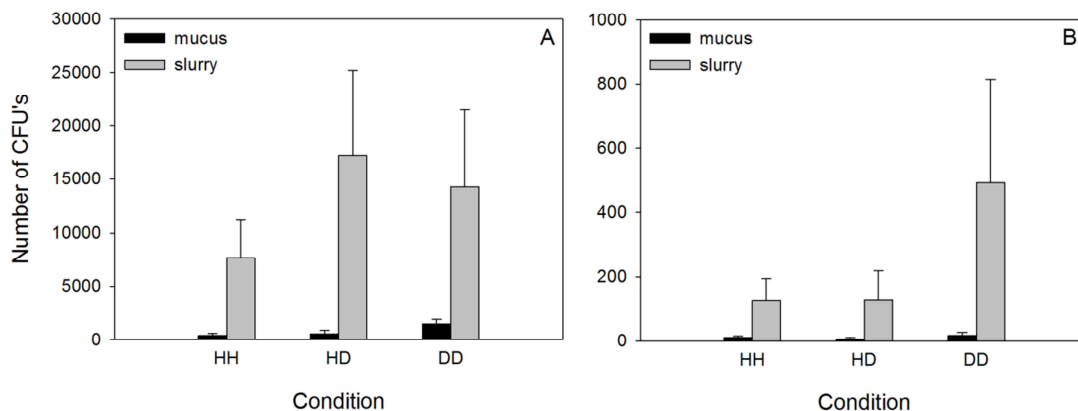 30000
25000
20000
15000
10000
5000
0
Number of CFU's
mucus
slurry
A
HH
HD
DD
Condition
1000
800
600
400
200
0
mucus
slurry
B
HH
HD
DD
Condition